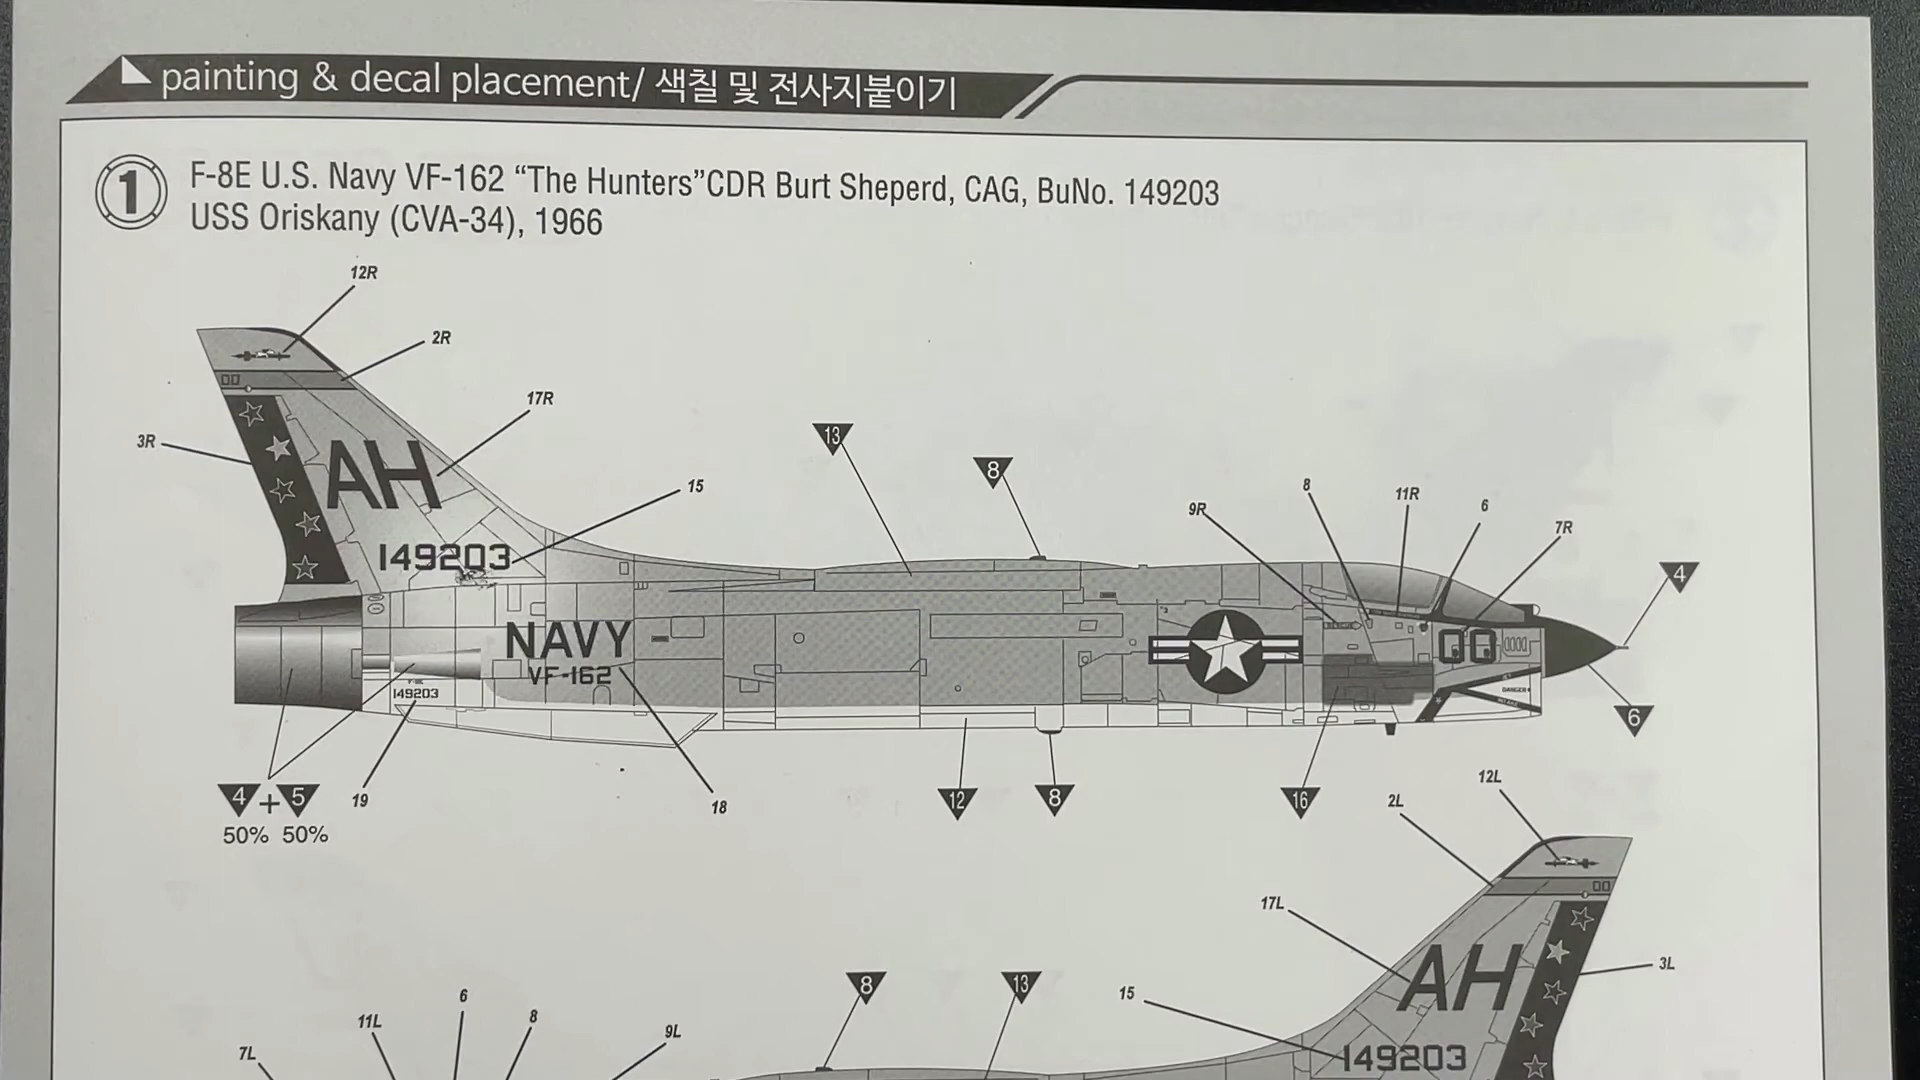 painting & decal placement/ 색칠 및 전사지붙이기
1
F-8E U.S. Navy VF-162 “The Hunters”CDR Burt Sheperd, CAG, BuNo. 149203
USS Oriskany (CVA-34), 1966
12R
2R
00
17R
3R
AH
13
8
15
9R
8
11R
6
7R
149203
4
NAVY
00
VF-162
149203
DANGER
6
4 + 5
50% 50%
19
18
12
8
16
2L
12L
00
17L
AH
3L
8
13
15
6
11L
8
9L
7L
149203